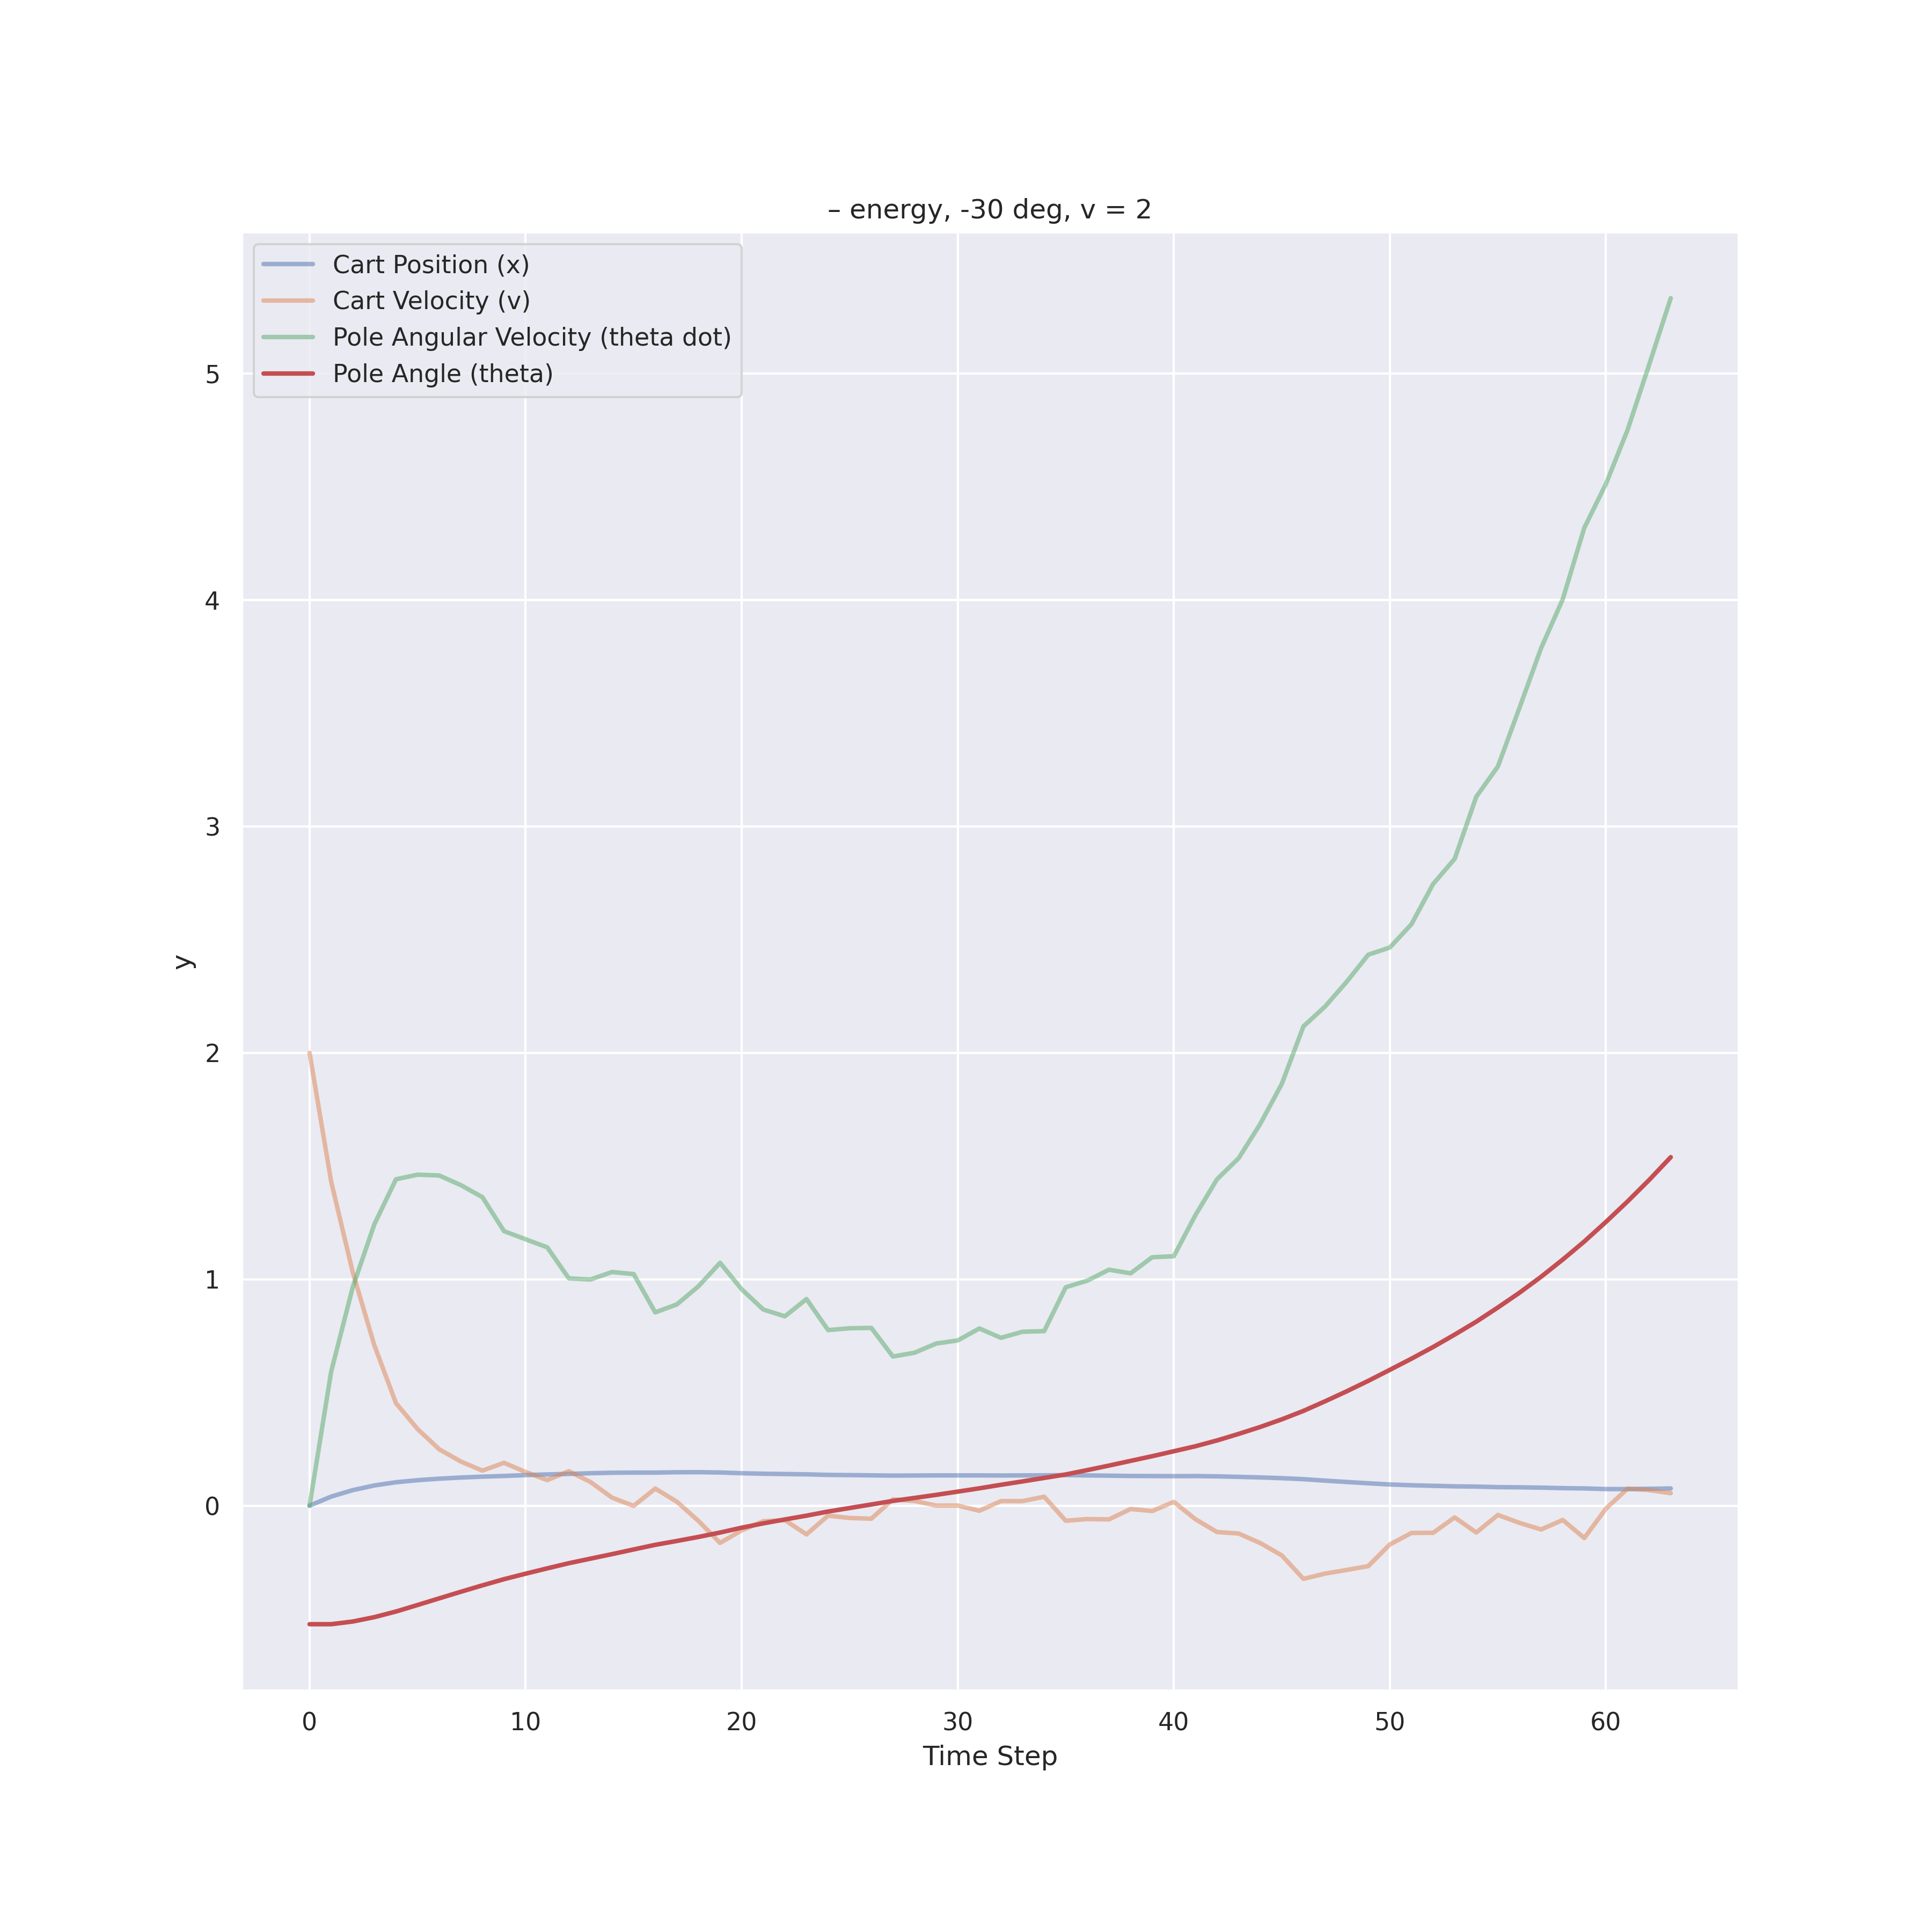 – energy, -30 deg, v = 2
Cart Position (x)
Cart Velocity (v)
Pole Angular Velocity (theta dot)
Pole Angle (theta)
5
4
3
2
1
0
y
0 10 20 30 40 50 60
Time Step